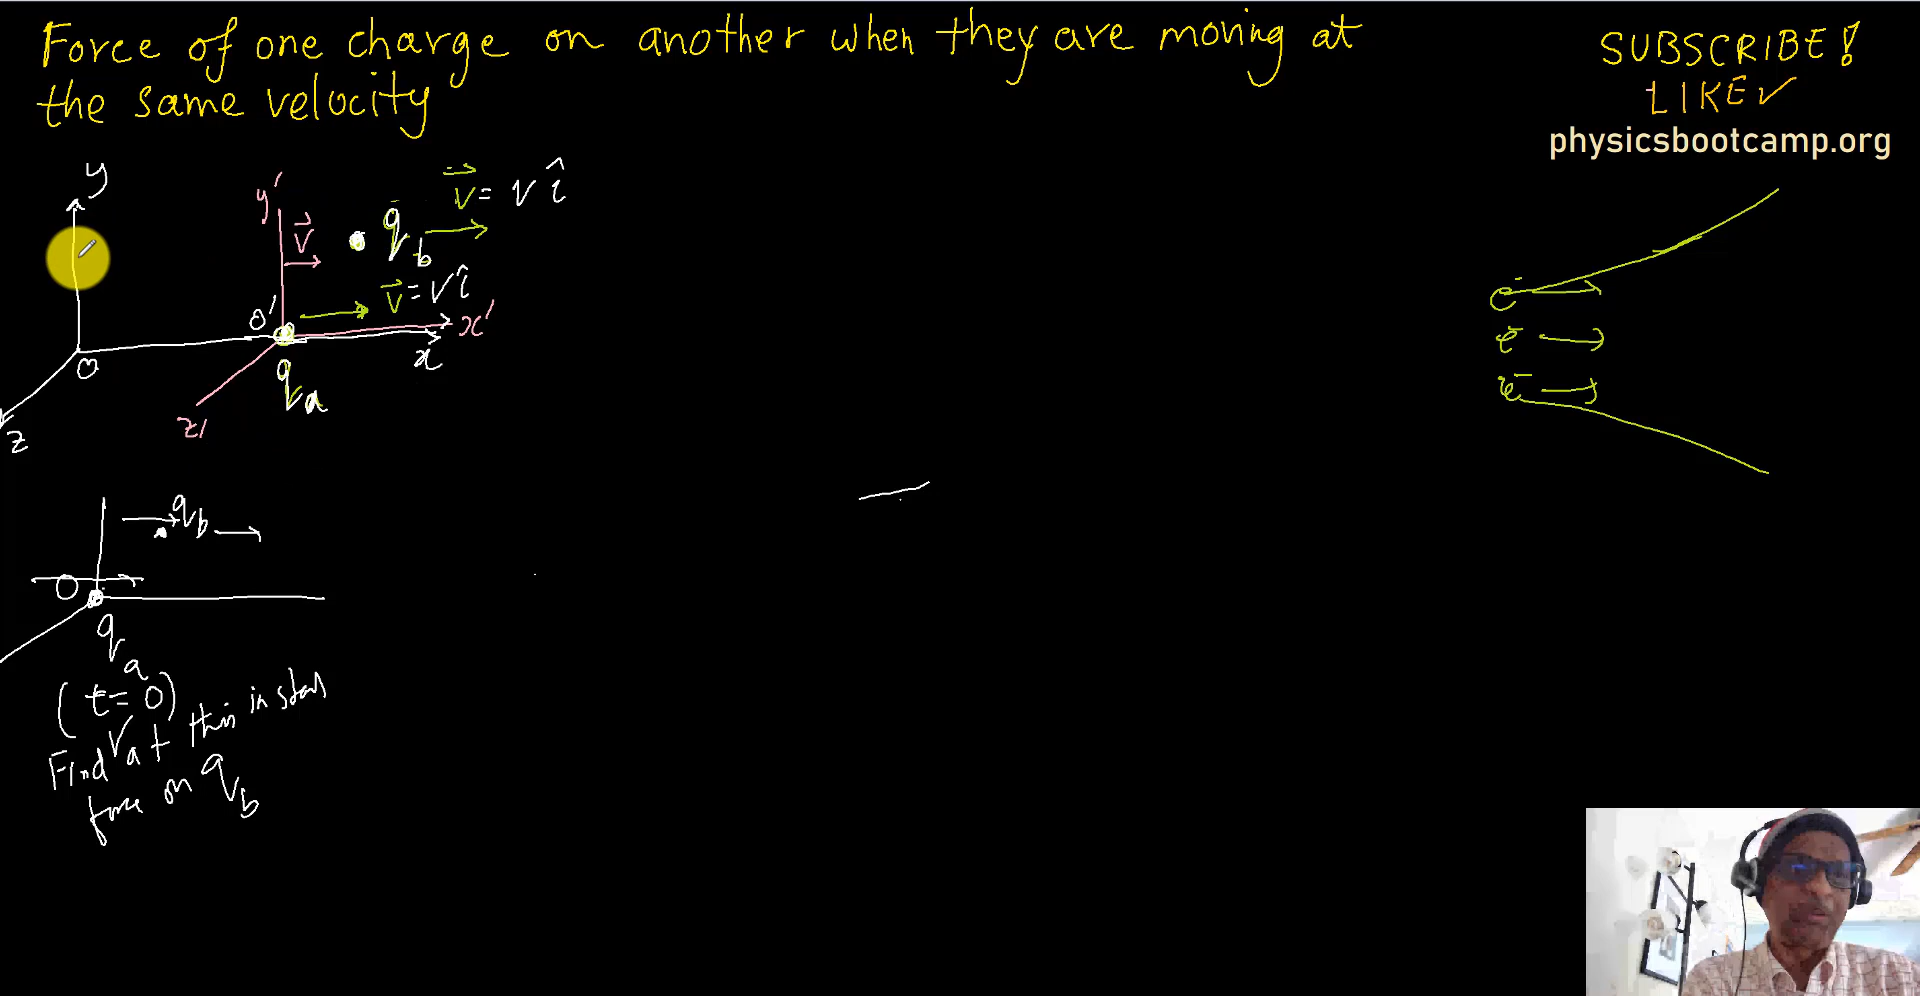 Force of one charge on another when they are moving at
the same velocity
SUBSCRIBE!
LIKE✓
physicsbootcamp.org
y
y'
v⃗
q_b
v⃗ = v î
v⃗ = v î
O'
x'
x
O
q_a
z
z'
e⁻
e⁻
e⁻
q_b
O
q_a
(t=0)
Find at this instant
force on q_b